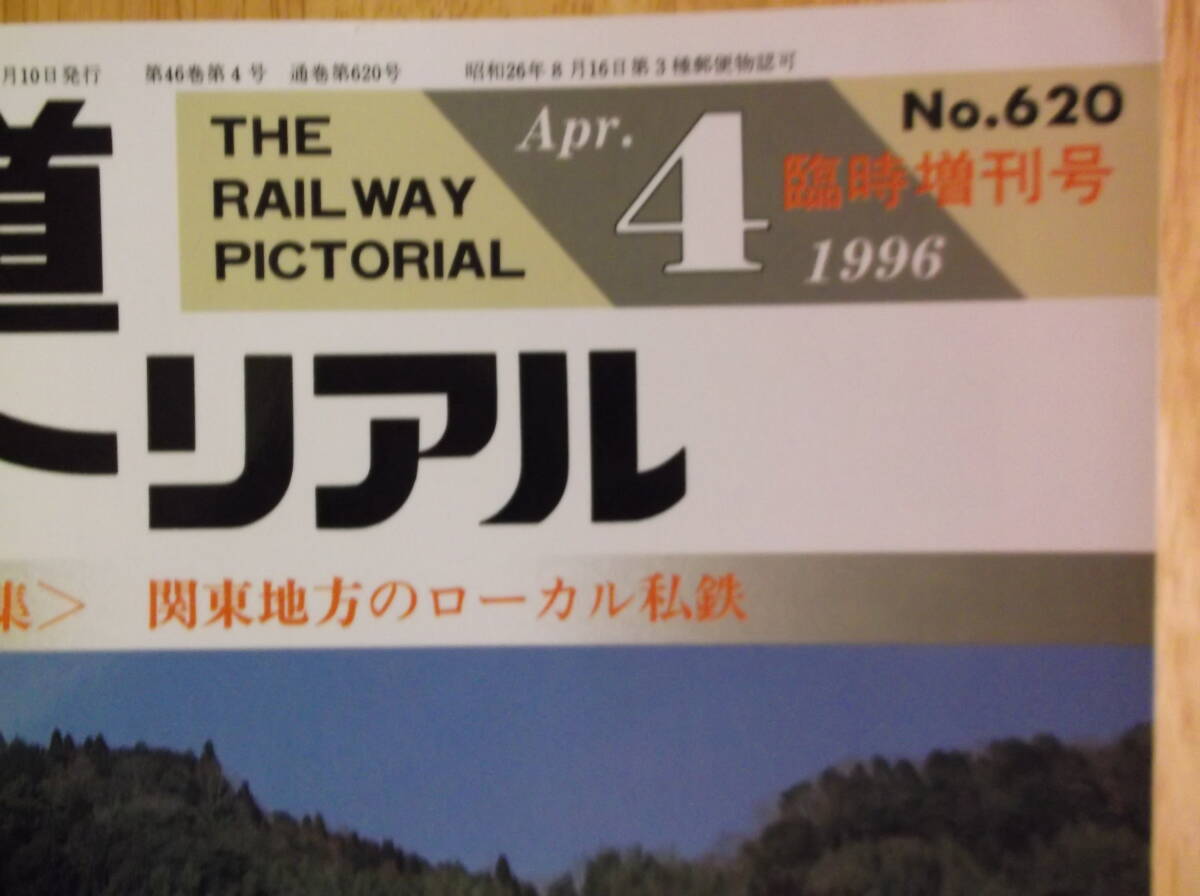 月10日発行 第46巻第4号 通巻第620号 昭和26年8月16日第3種郵便物認可
道
THE
RAILWAY
PICTORIAL
Apr.
4
1996
No.620
臨時増刊号
トリアル
集> 関東地方のローカル私鉄